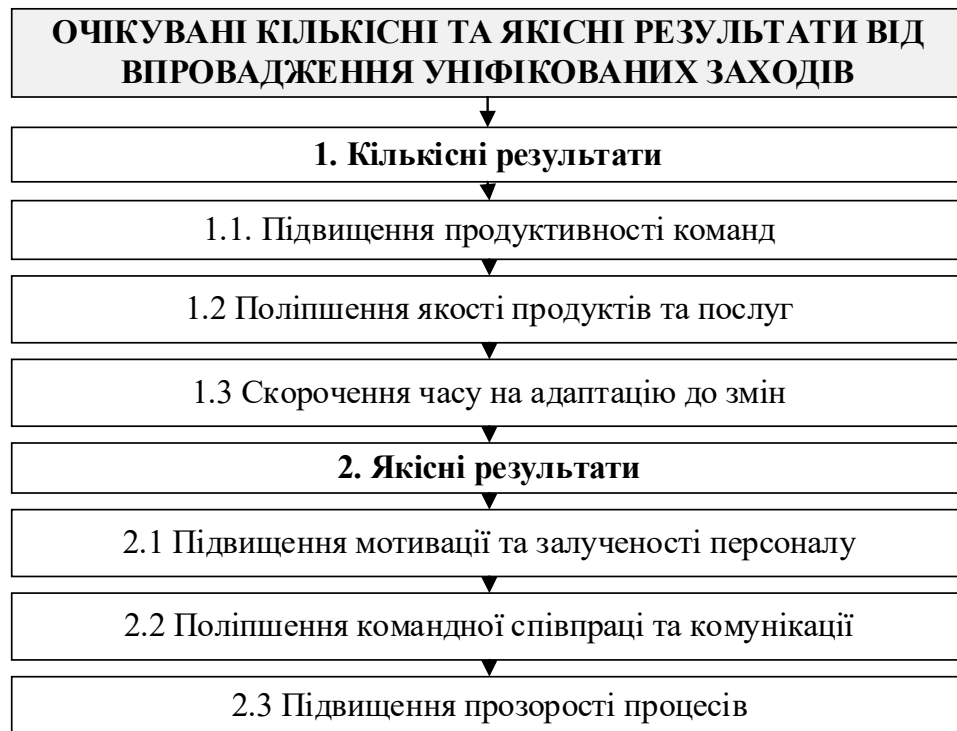 ОЧІКУВАНІ КІЛЬКІСНІ ТА ЯКІСНІ РЕЗУЛЬТАТИ ВІД
ВПРОВАДЖЕННЯ УНІФІКОВАНИХ ЗАХОДІВ
1. Кількісні результати
1.1. Підвищення продуктивності команд
1.2 Поліпшення якості продуктів та послуг
1.3 Скорочення часу на адаптацію до змін
2. Якісні результати
2.1 Підвищення мотивації та залученості персоналу
2.2 Поліпшення командної співпраці та комунікації
2.3 Підвищення прозорості процесів